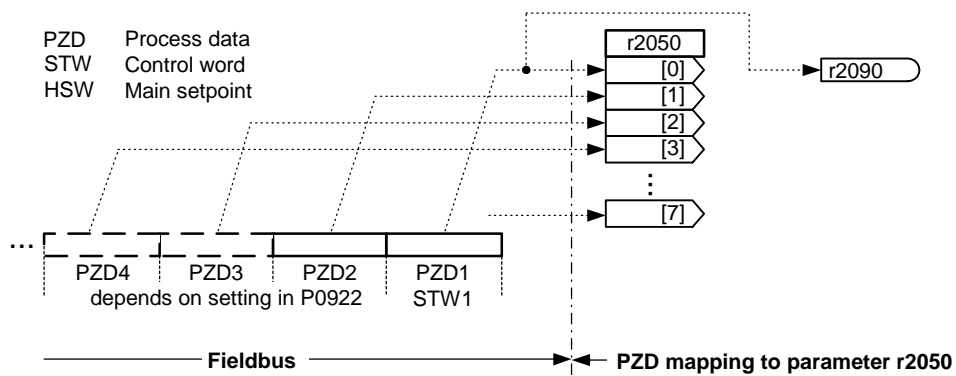 PZD Process data
STW Control word
HSW Main setpoint
r2050
[0]
[1]
[2]
[3]
⋮
[7]
r2090
...
PZD4 PZD3 PZD2 PZD1
depends on setting in P0922 STW1
Fieldbus PZD mapping to parameter r2050